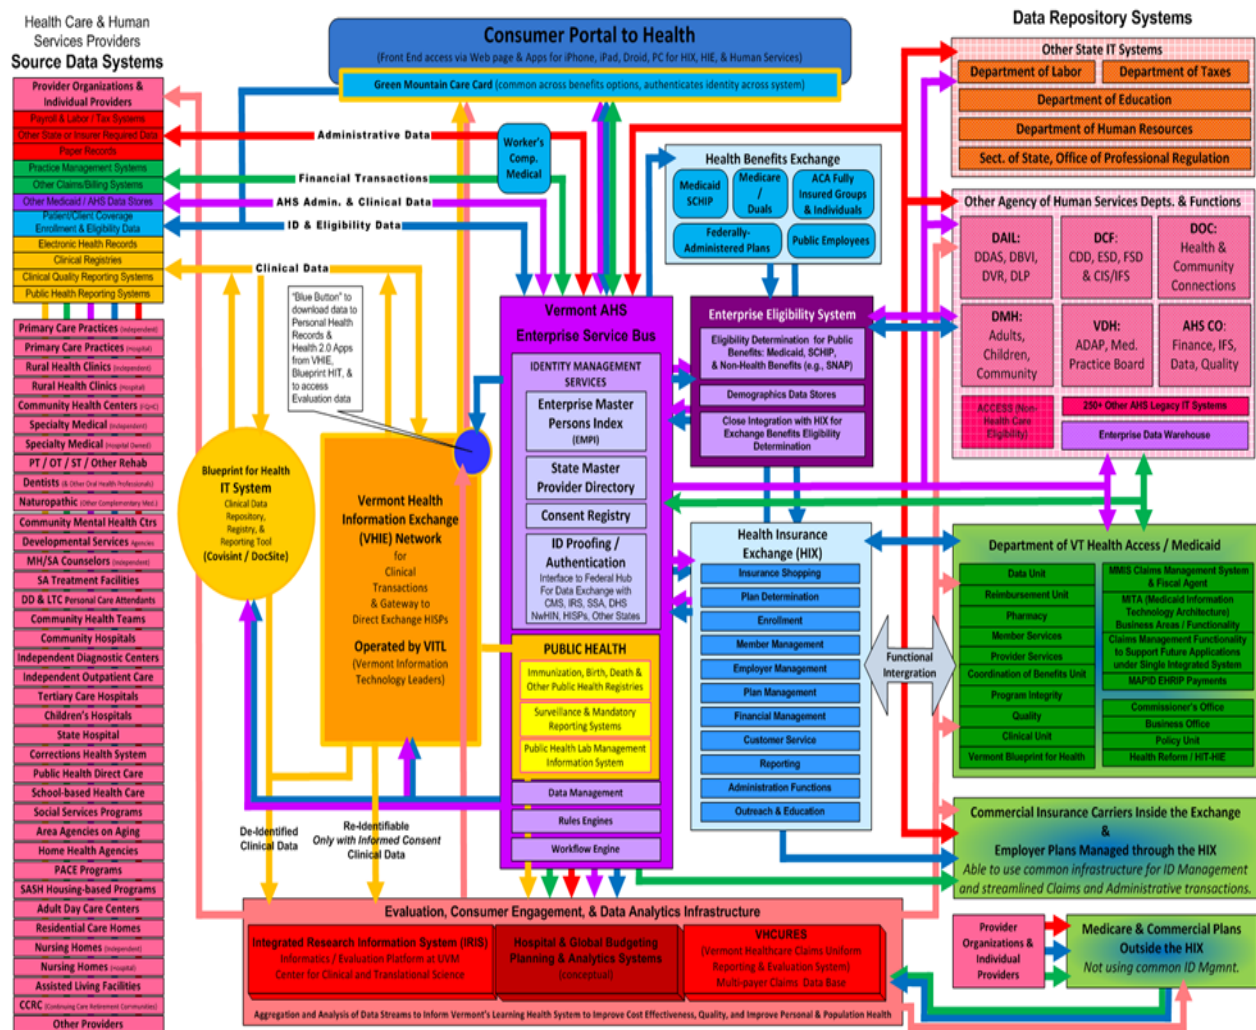 Health Care & Human
Services Providers
Source Data Systems
Provider Organizations &
Individual Providers
Payroll & Labor / Tax Systems
Other State or Insurer Required Data
Paper Records
Practice Management Systems
Other Claims/Billing Systems
Other Medicaid / AHS Data Stores
Patient/Client Coverage
Enrollment & Eligibility Data
Electronic Health Records
Clinical Registries
Clinical Quality Reporting Systems
Public Health Reporting Systems
Primary Care Practices (Independent)
Primary Care Practices (Hospital)
Rural Health Clinics (Independent)
Rural Health Clinics (Hospital)
Community Health Centers (FQHC)
Specialty Medical (Independent)
Specialty Medical (Hospital Owned)
PT / OT / ST / Other Rehab
Dentists (& Other Oral Health Professionals)
Naturopathic (Other Complementary Med.)
Community Mental Health Ctrs
Developmental Services Agencies
MH/SA Counselors (Independent)
SA Treatment Facilities
DD & LTC Personal Care Attendants
Community Health Teams
Community Hospitals
Independent Diagnostic Centers
Independent Outpatient Care
Tertiary Care Hospitals
Children's Hospitals
State Hospital
Corrections Health System
Public Health Direct Care
School-based Health Care
Social Services Programs
Area Agencies on Aging
Home Health Agencies
PACE Programs
SASH Housing-based Programs
Adult Day Care Centers
Residential Care Homes
Nursing Homes (Independent)
Nursing Homes (Hospital)
Assisted Living Facilities
CCRC (Continuing Care Retirement Communities)
Other Providers
Consumer Portal to Health
(Front End access via Web page & Apps for iPhone, iPad, Droid, PC for HIX, HIE, & Human Services)
Green Mountain Care Card (common across benefits options, authenticates identity across system)
Administrative Data
Financial Transactions
AHS Admin. & Clinical Data
ID & Eligibility Data
Clinical Data
Worker's
Comp.
Medical
"Blue Button" to
download data to
Personal Health
Records &
Health 2.0 Apps
from VHIE,
Blueprint HIT, &
to access
Evaluation data
Blueprint for Health
IT System
Clinical Data
Repository,
Registry, &
Reporting Tool
(Covisint / DocSite)
Vermont Health
Information Exchange
(VHIE) Network
for
Clinical
Transactions
& Gateway to
Direct Exchange HISPs
Operated by VITL
(Vermont Information
Technology Leaders)
De-Identified
Clinical Data
Re-Identifiable
Only with Informed Consent
Clinical Data
Vermont AHS
Enterprise Service Bus
IDENTITY MANAGEMENT
SERVICES
Enterprise Master
Persons Index
(EMPI)
State Master
Provider Directory
Consent Registry
ID Proofing /
Authentication
Interface to Federal Hub
For Data Exchange with
CMS, IRS, SSA, DHS
NwHIN, HISPs, Other States
PUBLIC HEALTH
Immunization, Birth, Death &
Other Public Health Registries
Surveillance & Mandatory
Reporting Systems
Public Health Lab Management
Information System
Data Management
Rules Engines
Workflow Engine
Health Benefits Exchange
Medicaid
SCHIP
Medicare
/
Duals
ACA Fully
Insured Groups
& Individuals
Federally-
Administered Plans
Public Employees
Enterprise Eligibility System
Eligibility Determination for Public
Benefits: Medicaid, SCHIP,
& Non-Health Benefits (e.g., SNAP)
Demographics Data Stores
Close Integration with HIX for
Exchange Benefits Eligibility
Determination
Health Insurance
Exchange (HIX)
Insurance Shopping
Plan Determination
Enrollment
Member Management
Employer Management
Plan Management
Financial Management
Customer Service
Reporting
Administration Functions
Outreach & Education
Functional
Intergration
Data Repository Systems
Other State IT Systems
Department of Labor
Department of Taxes
Department of Education
Department of Human Resources
Sect. of State, Office of Professional Regulation
Other Agency of Human Services Depts. & Functions
DAIL:
DDAS, DBVI,
DVR, DLP
DCF:
CDD, ESD, FSD
& CIS/IFS
DOC:
Health &
Community
Connections
DMH:
Adults,
Children,
Community
VDH:
ADAP, Med.
Practice Board
AHS CO:
Finance, IFS,
Data, Quality
ACCESS (Non-
Health Care
Eligibility)
250+ Other AHS Legacy IT Systems
Enterprise Data Warehouse
Department of VT Health Access / Medicaid
Data Unit
Reimbursement Unit
Pharmacy
Member Services
Provider Services
Coordination of Benefits Unit
Program Integrity
Quality
Clinical Unit
Vermont Blueprint for Health
MMIS Claims Management System
& Fiscal Agent
MITA (Medicaid Information
Technology Architecture)
Business Areas / Functionality
Claims Management Functionality
to Support Future Applications
under Single Integrated System
MAPID EHRIP Payments
Commissioner's Office
Business Office
Policy Unit
Health Reform / HIT-HIE
Commercial Insurance Carriers Inside the Exchange
&
Employer Plans Managed through the HIX
Able to use common infrastructure for ID Management
and streamlined Claims and Administrative transactions.
Provider
Organizations &
Individual
Providers
Medicare & Commercial Plans
Outside the HIX
Not using common ID Mgmnt.
Evaluation, Consumer Engagement, & Data Analytics Infrastructure
Integrated Research Information System (IRIS)
Informatics / Evaluation Platform at UVM
Center for Clinical and Translational Science
Hospital & Global Budgeting
Planning & Analytics Systems
(conceptual)
VHCURES
(Vermont Healthcare Claims Uniform
Reporting & Evaluation System)
Multi-payer Claims Data Base
Aggregation and Analysis of Data Streams to Inform Vermont's Learning Health System to Improve Cost Effectiveness, Quality, and Improve Personal & Population Health